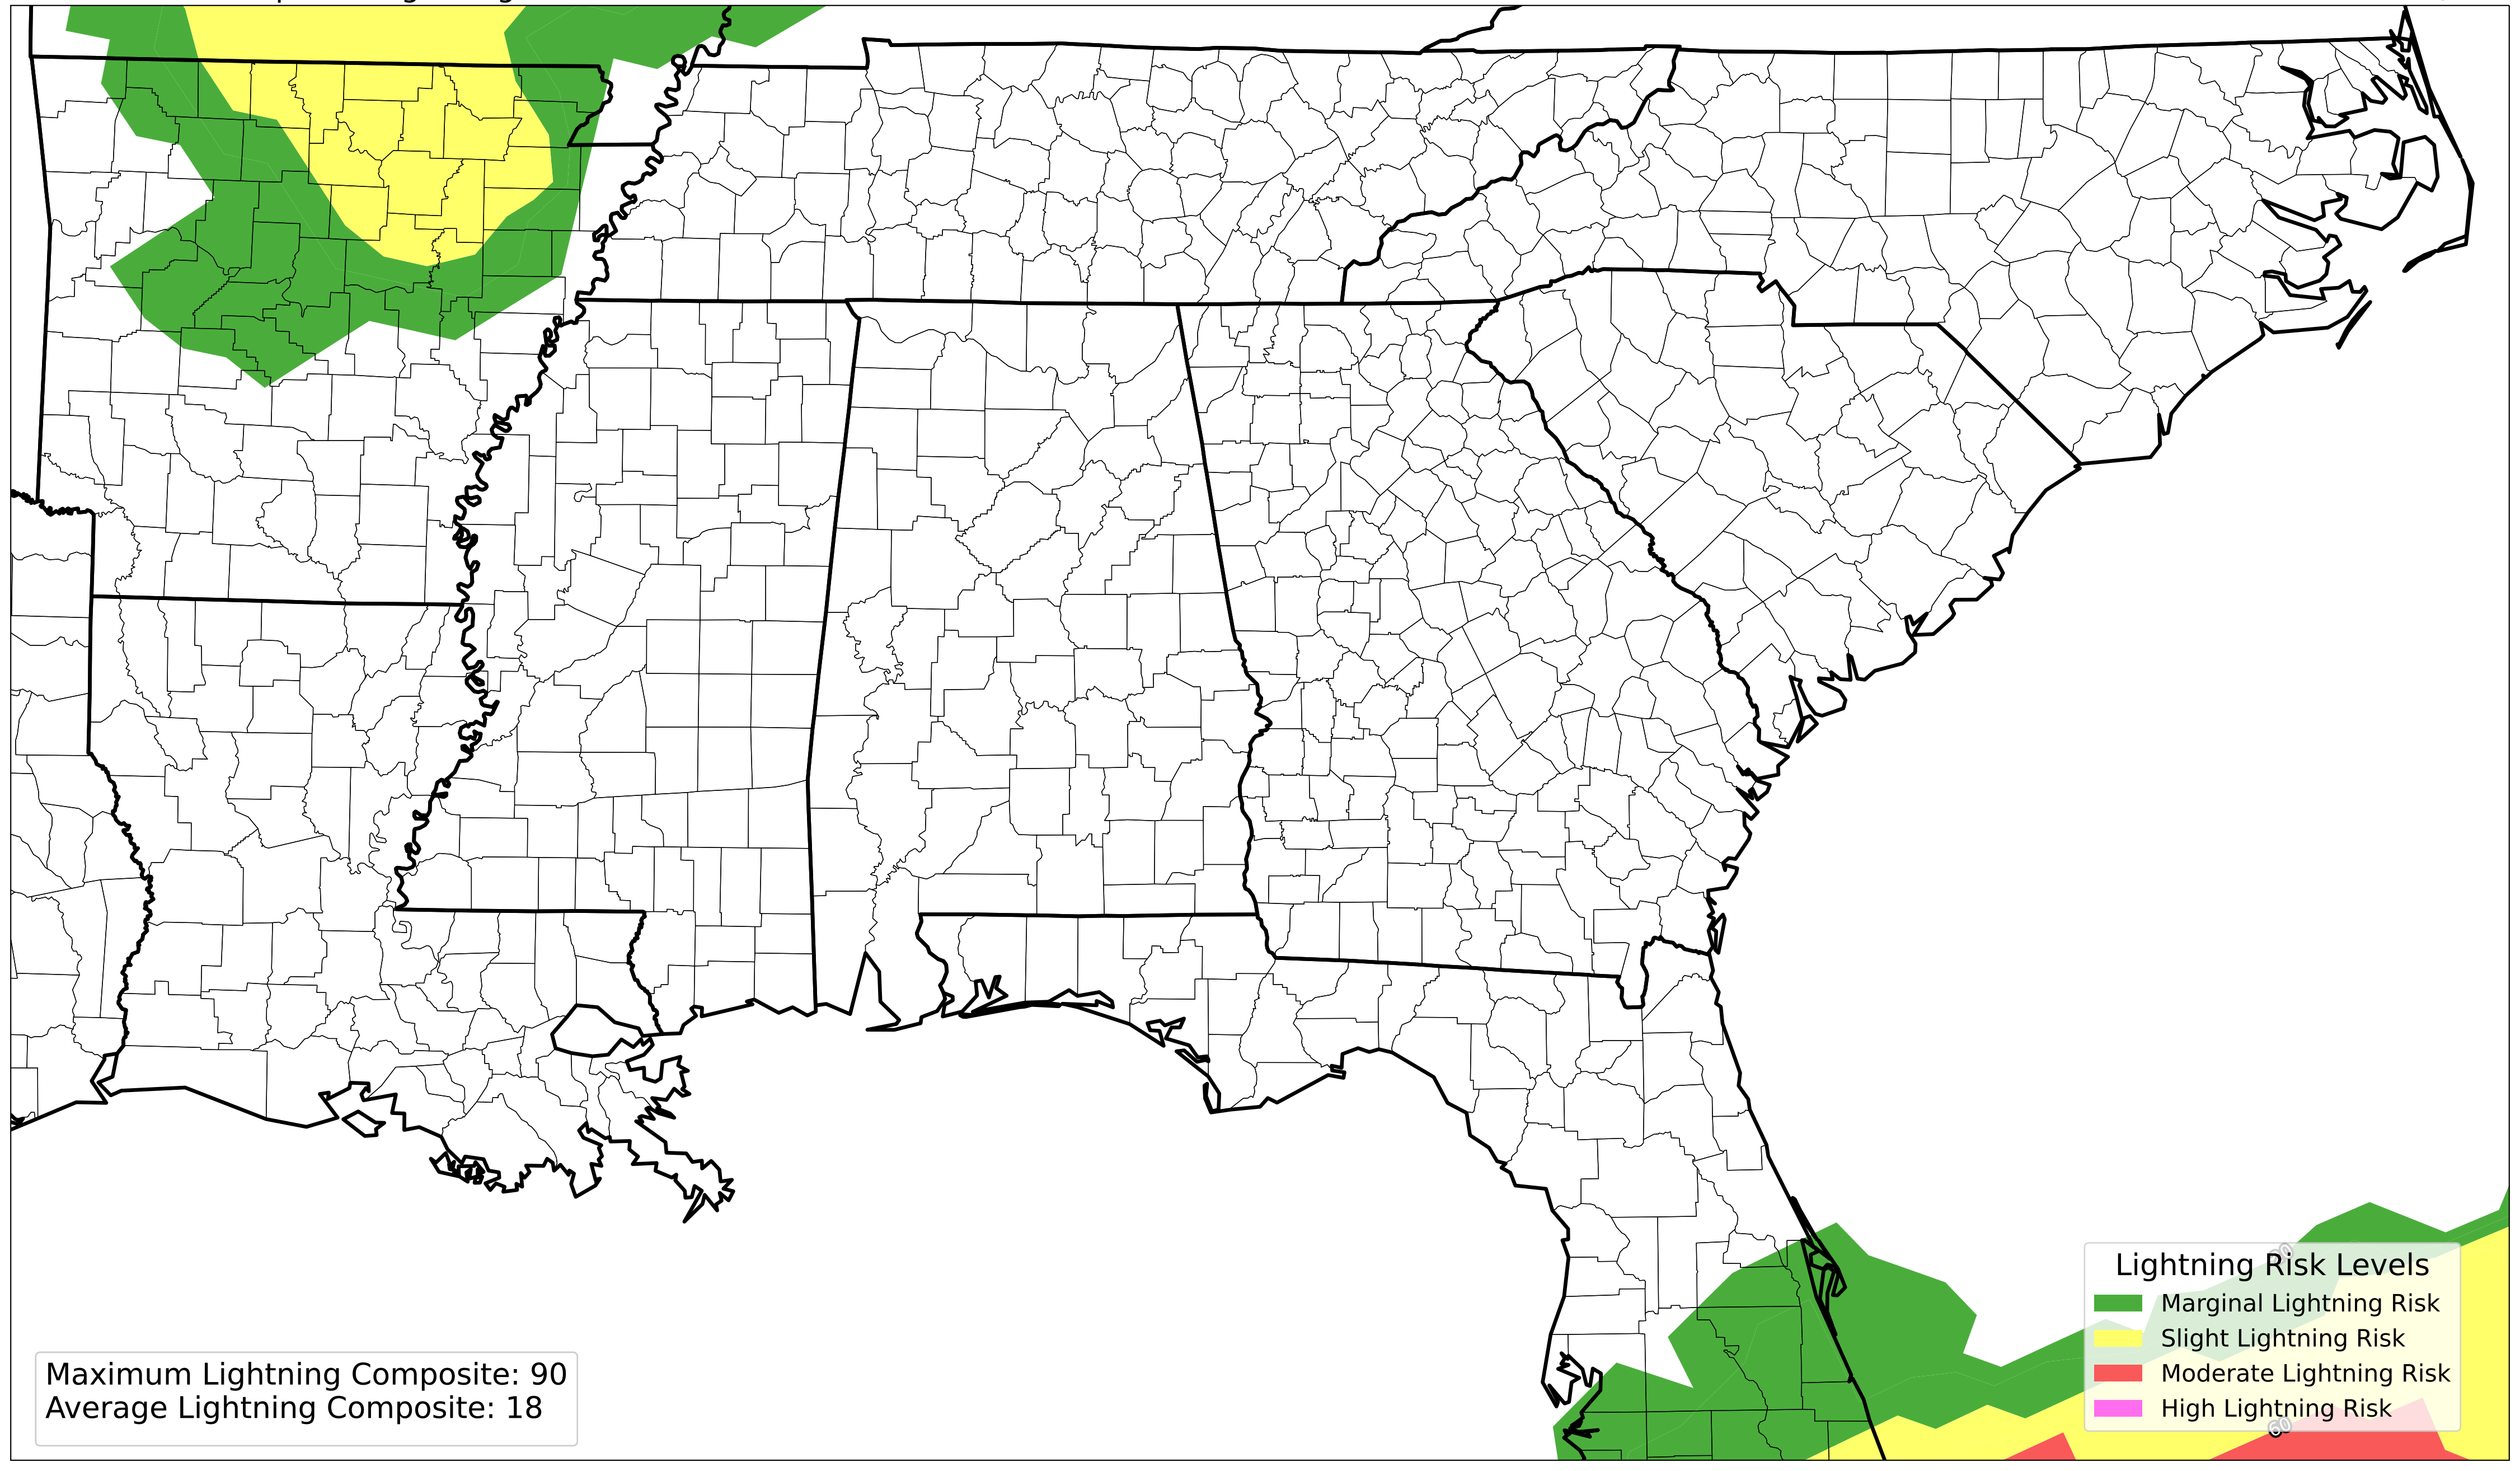 Lightning Risk Levels
Marginal Lightning Risk
Slight Lightning Risk
Moderate Lightning Risk
High Lightning Risk
60
Maximum Lightning Composite: 90
Average Lightning Composite: 18